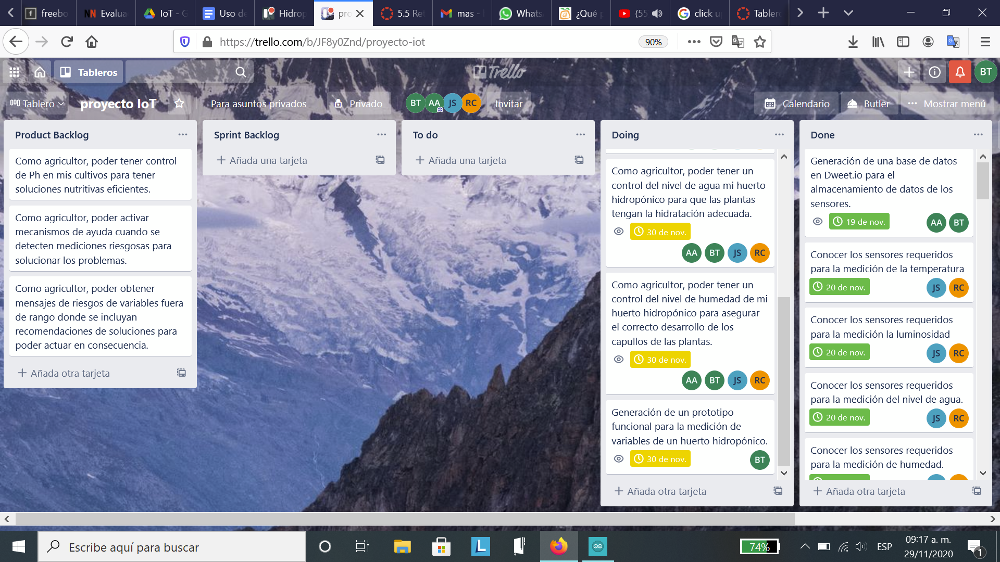 freebo
Evalua
IoT - G
Uso de
Hidrop
pro
5.5 Ret
mas -
Whats
¿Qué p
(55
click u
Tablero
https://trello.com/b/JF8y0Znd/proyecto-iot
90%
Tableros
Trello
BT
Tablero
proyecto IoT
Para asuntos privados
Privado
BT AA JS RC
Invitar
Calendario
Butler
Mostrar menú
Product Backlog
Como agricultor, poder tener control
de Ph en mis cultivos para tener
soluciones nutritivas eficientes.
Como agricultor, poder activar
mecanismos de ayuda cuando se
detecten mediciones riesgosas para
solucionar los problemas.
Como agricultor, poder obtener
mensajes de riesgos de variables fuera
de rango donde se incluyan
recomendaciones de soluciones para
poder actuar en consecuencia.
Añada otra tarjeta
Sprint Backlog
Añada una tarjeta
To do
Añada una tarjeta
Doing
Como agricultor, poder tener un
control del nivel de agua mi huerto
hidropónico para que las plantas
tengan la hidratación adecuada.
30 de nov.
AA BT JS RC
Como agricultor, poder tener un
control del nivel de humedad de mi
huerto hidropónico para asegurar
el correcto desarrollo de los
capullos de las plantas.
30 de nov.
AA BT JS RC
Generación de un prototipo
funcional para la medición de
variables de un huerto hidropónico.
30 de nov.
BT
Añada otra tarjeta
Done
Generación de una base de datos
en Dweet.io para el
almacenamiento de datos de los
sensores.
19 de nov.
AA BT
Conocer los sensores requeridos
para la medición de la temperatura
20 de nov.
JS RC
Conocer los sensores requeridos
para la medición la luminosidad
20 de nov.
JS RC
Conocer los sensores requeridos
para la medición del nivel de agua.
20 de nov.
JS RC
Conocer los sensores requeridos
para la medición de humedad.
Añada otra tarjeta
Escribe aquí para buscar
L
74%
ESP
09:17 a. m.
29/11/2020
1